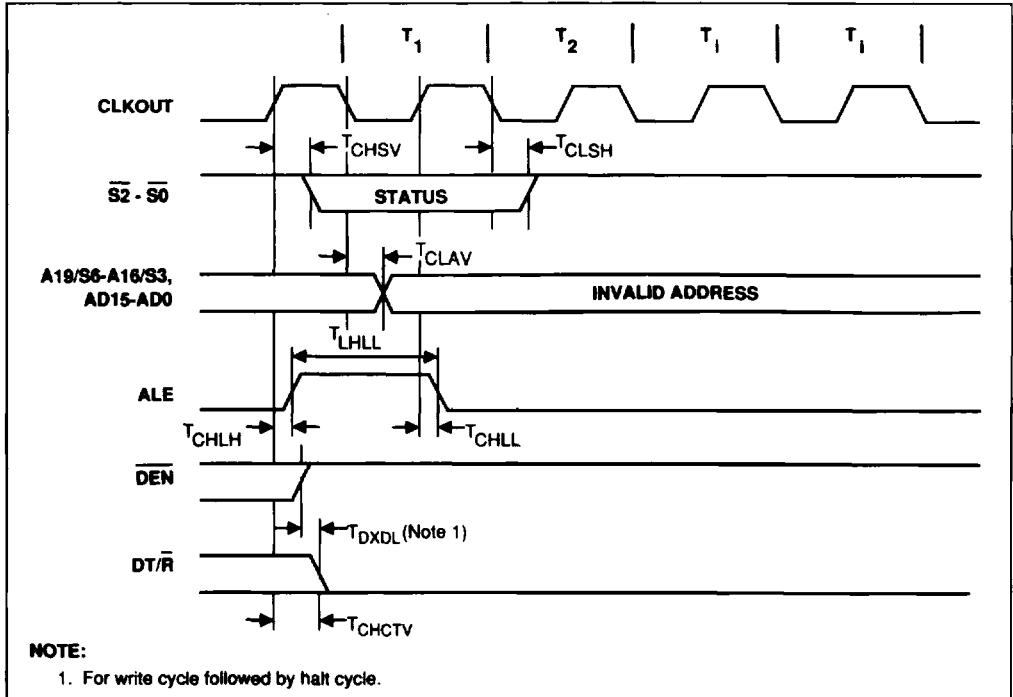 T1 T2 Ti Ti
CLKOUT
TCHSV TCLSH
S2 - S0
STATUS
TCLAV
A19/S6-A16/S3,
AD15-AD0
INVALID ADDRESS
TLHLL
ALE
TCHLH TCHLL
DEN
TDXDL (Note 1)
DT/R
TCHCTV
NOTE:
1. For write cycle followed by halt cycle.